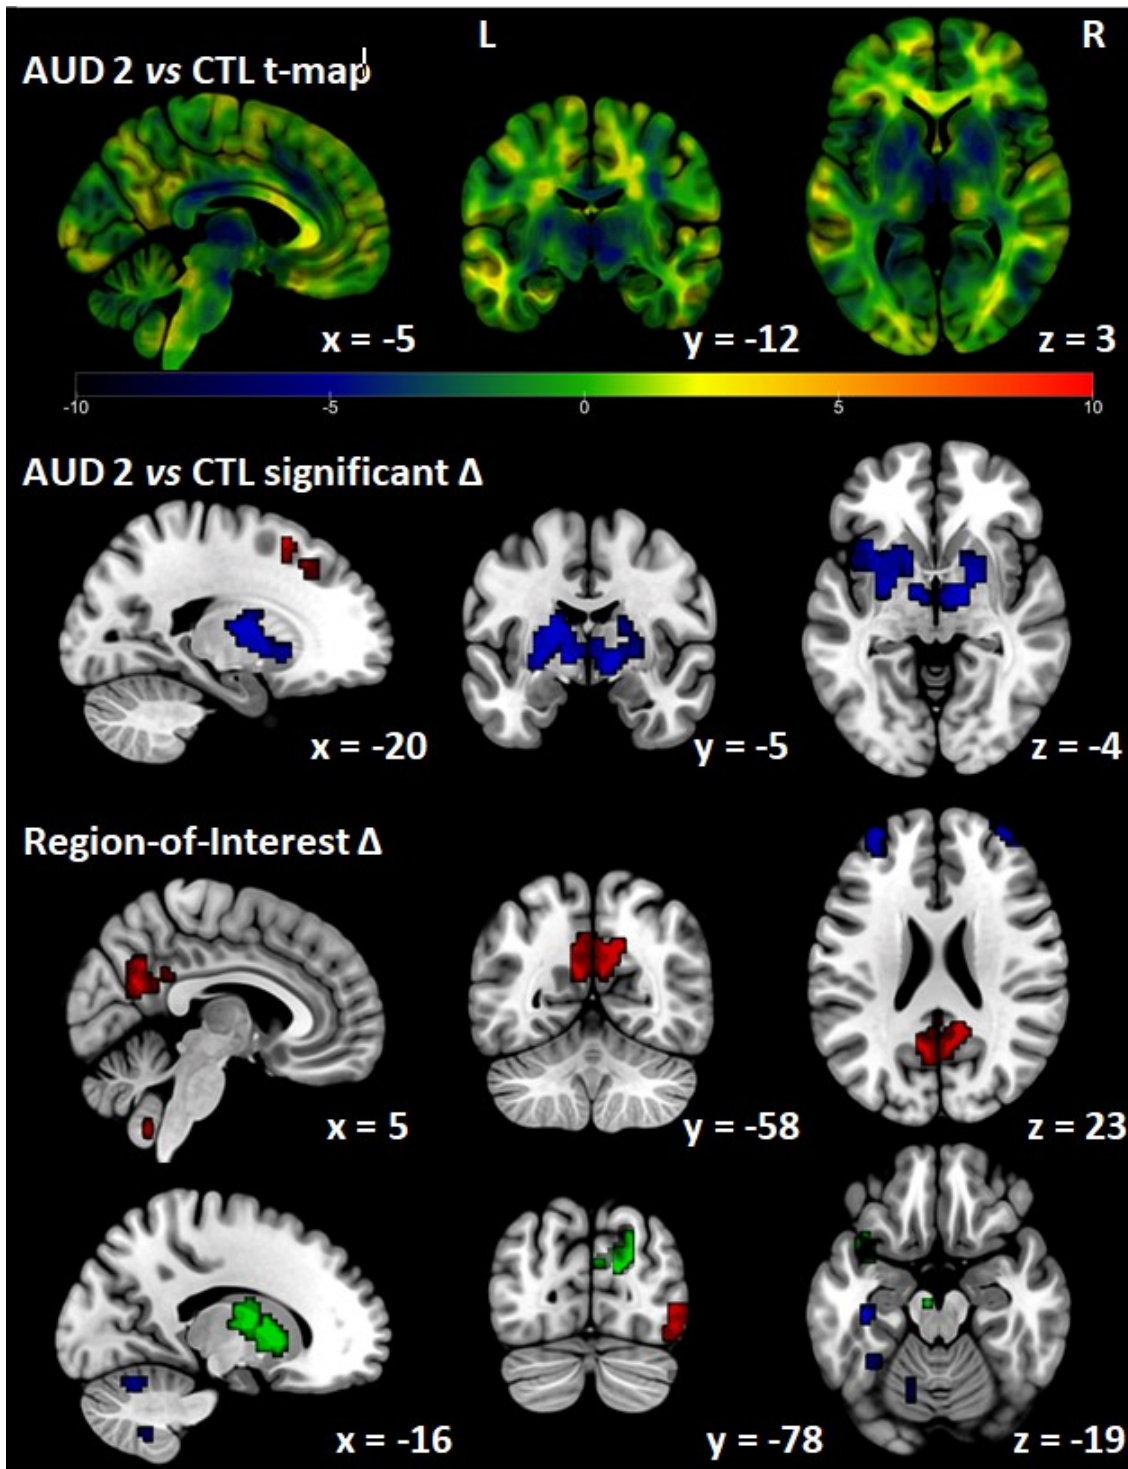 L R
AUD 2 vs CTL t-map
x = -5 y = -12 z = 3
-10 -5 0 5 10
AUD 2 vs CTL significant Δ
x = -20 y = -5 z = -4
Region-of-Interest Δ
x = 5 y = -58 z = 23
x = -16 y = -78 z = -19